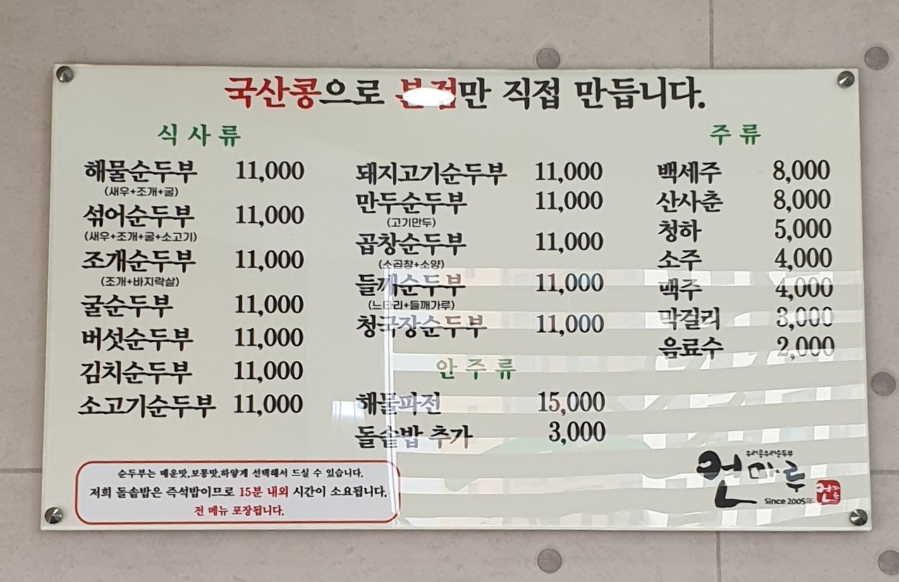 국산콩으로 본점만 직접 만듭니다.
식사류
해물순두부 11,000
(새우+조개+굴)
섞어순두부 11,000
(새우+조개+굴+소고기)
조개순두부 11,000
(조개+바지락살)
굴순두부 11,000
버섯순두부 11,000
김치순두부 11,000
소고기순두부 11,000
돼지고기순두부 11,000
만두순두부 11,000
(고기만두)
곱창순두부 11,000
(소곱창+소양)
들깨순두부 11,000
(느타리+들깨가루)
청국장순두부 11,000
안주류
해물파전 15,000
돌솥밥 추가 3,000
주류
백세주 8,000
산사춘 8,000
청하 5,000
소주 4,000
맥주 4,000
막걸리 3,000
음료수 2,000
순두부는 매운맛,보통맛,하얗게 선택해서 드실 수 있습니다.
저희 돌솥밥은 즉석밥이므로 15분 내외 시간이 소요됩니다.
전 메뉴 포장됩니다.
우리콩우리순두부
Since 2005年